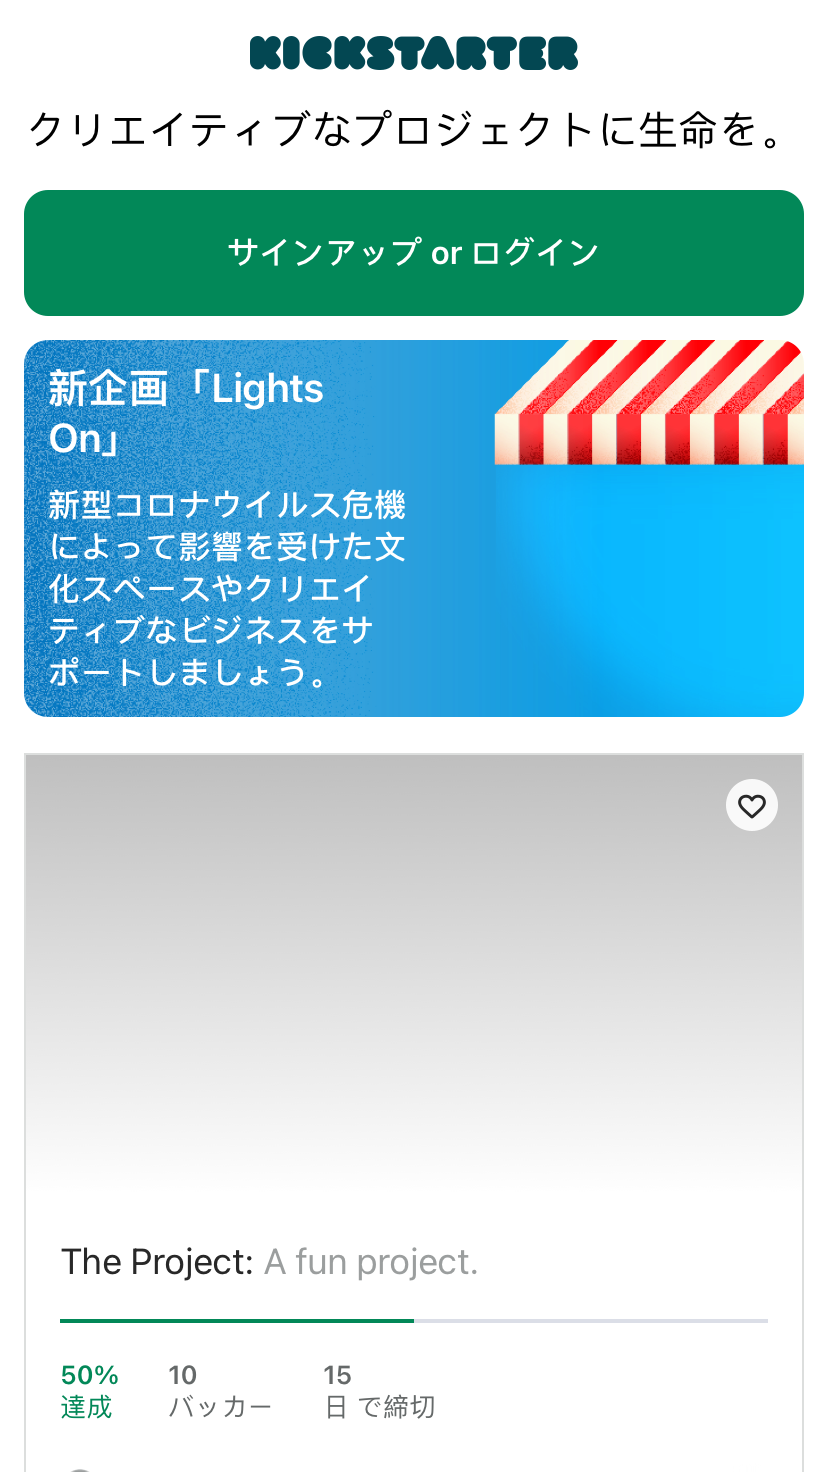 KICKSTARTER
クリエイティブなプロジェクトに生命を。
サインアップ or ログイン
新企画「Lights
On」
新型コロナウイルス危機
によって影響を受けた文
化スペースやクリエイ
ティブなビジネスをサ
ポートしましょう。
The Project: A fun project.
50%
達成
10
バッカー
15
日 で締切